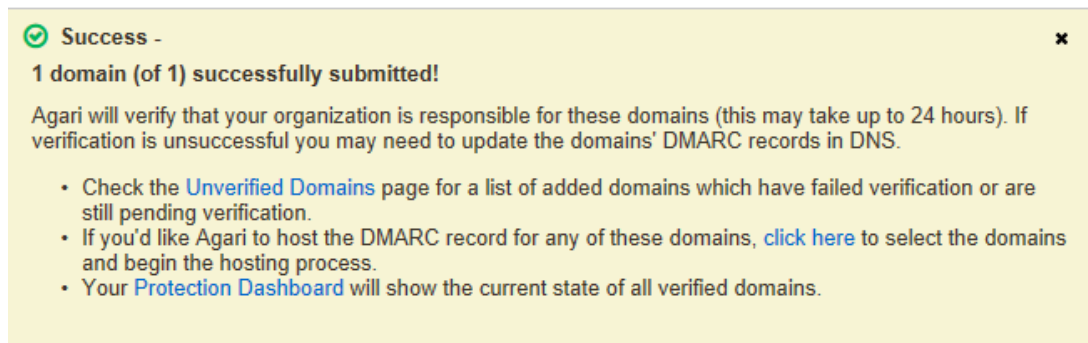 Success -
1 domain (of 1) successfully submitted!
Agari will verify that your organization is responsible for these domains (this may take up to 24 hours). If
verification is unsuccessful you may need to update the domains' DMARC records in DNS.
• Check the Unverified Domains page for a list of added domains which have failed verification or are
still pending verification.
• If you'd like Agari to host the DMARC record for any of these domains, click here to select the domains
and begin the hosting process.
• Your Protection Dashboard will show the current state of all verified domains.